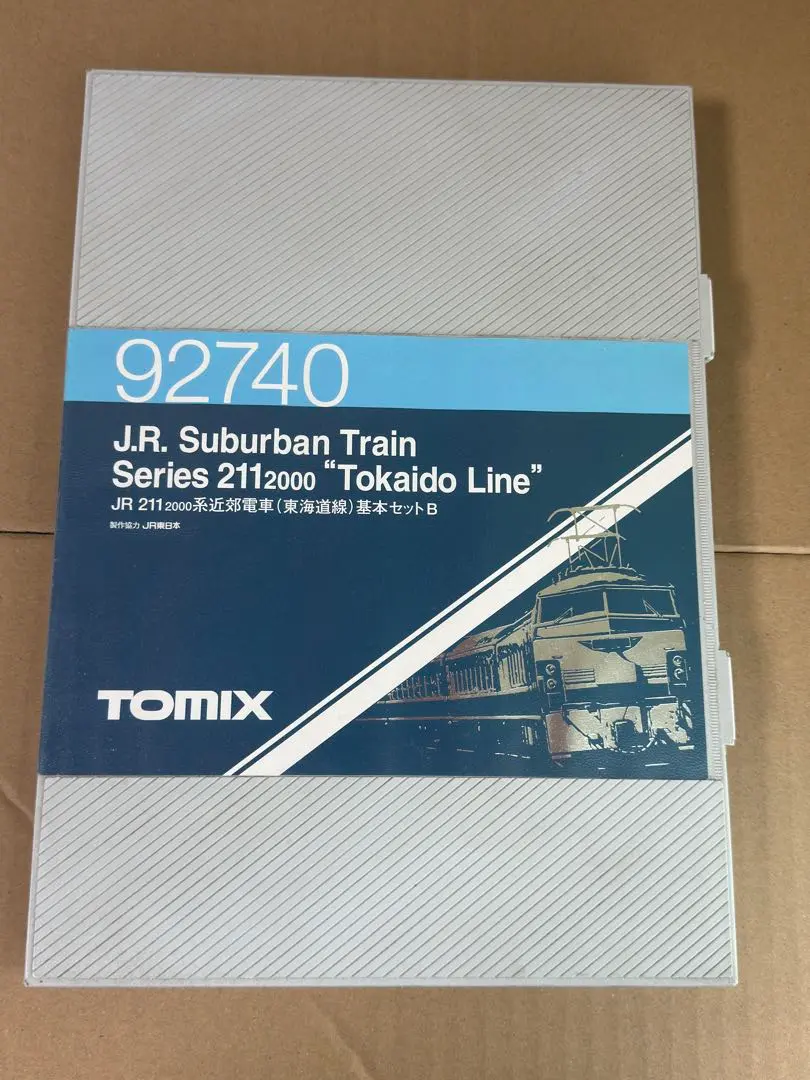 92740
J.R. Suburban Train
Series 2112000 “Tokaido Line”
JR 2112000系近郊電車(東海道線)基本セットB
製作協力 JR東日本
TOMIX